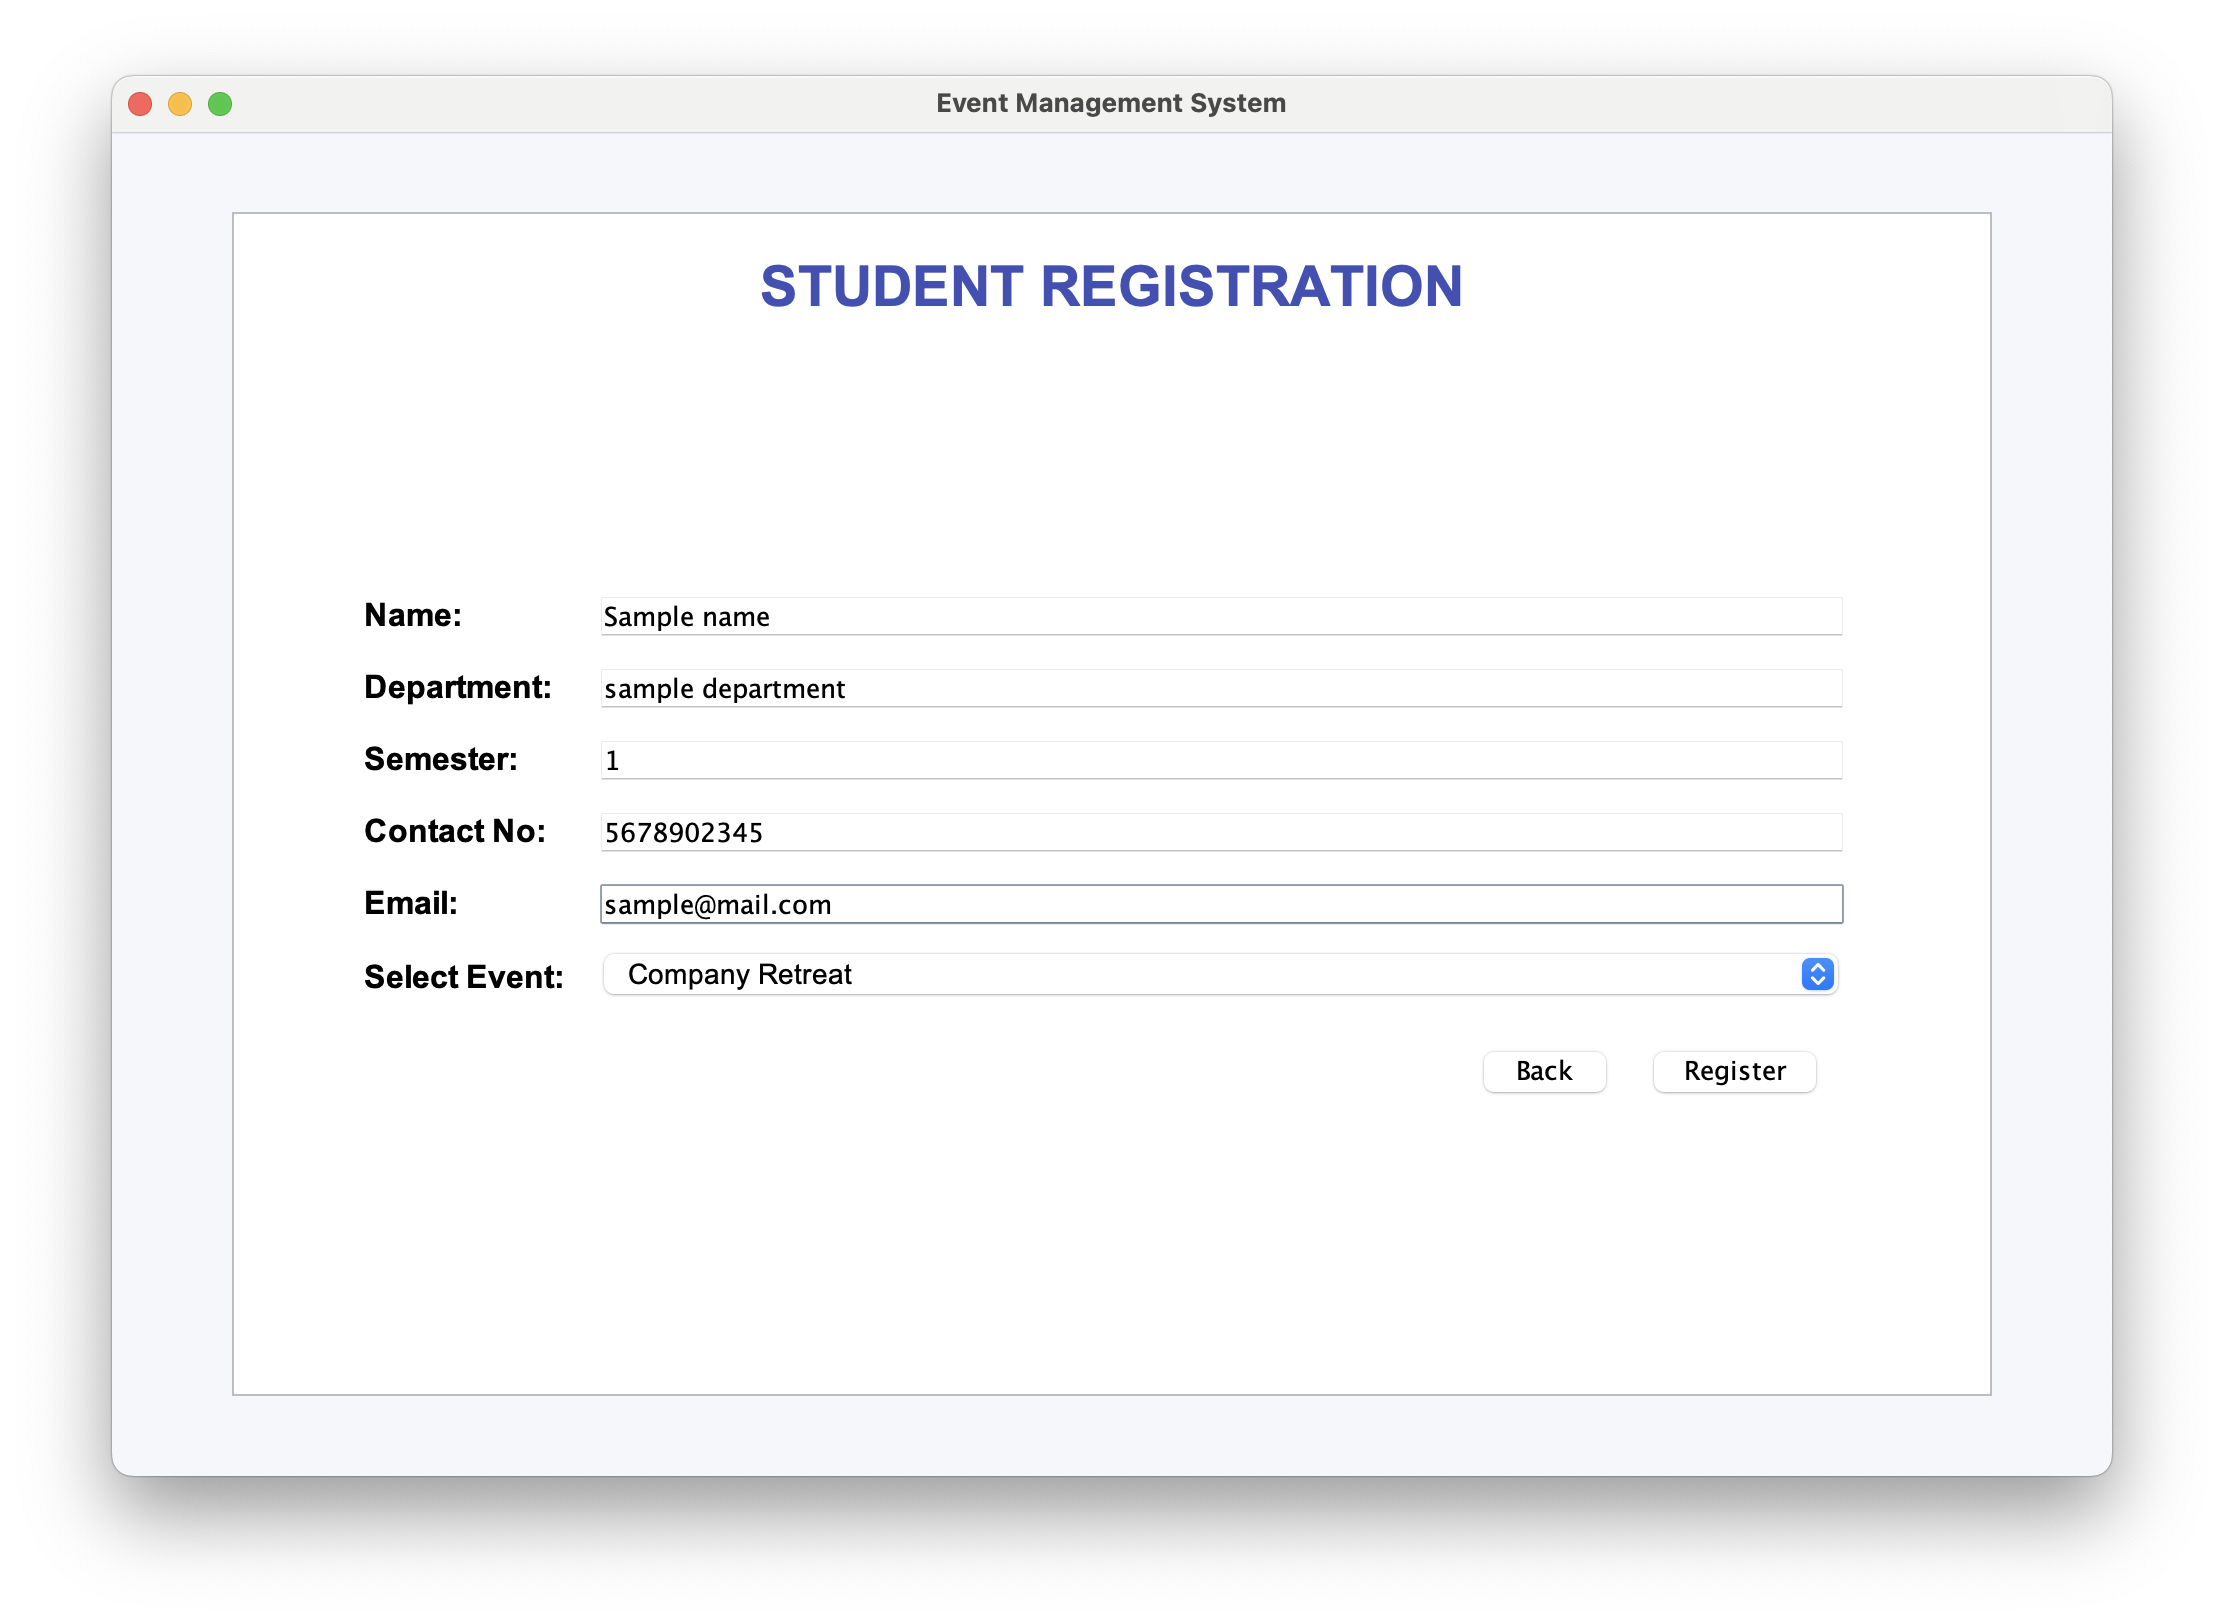 Event Management System
STUDENT REGISTRATION
Name: Sample name
Department: sample department
Semester: 1
Contact No: 5678902345
Email: sample@mail.com
Select Event: Company Retreat
Back Register